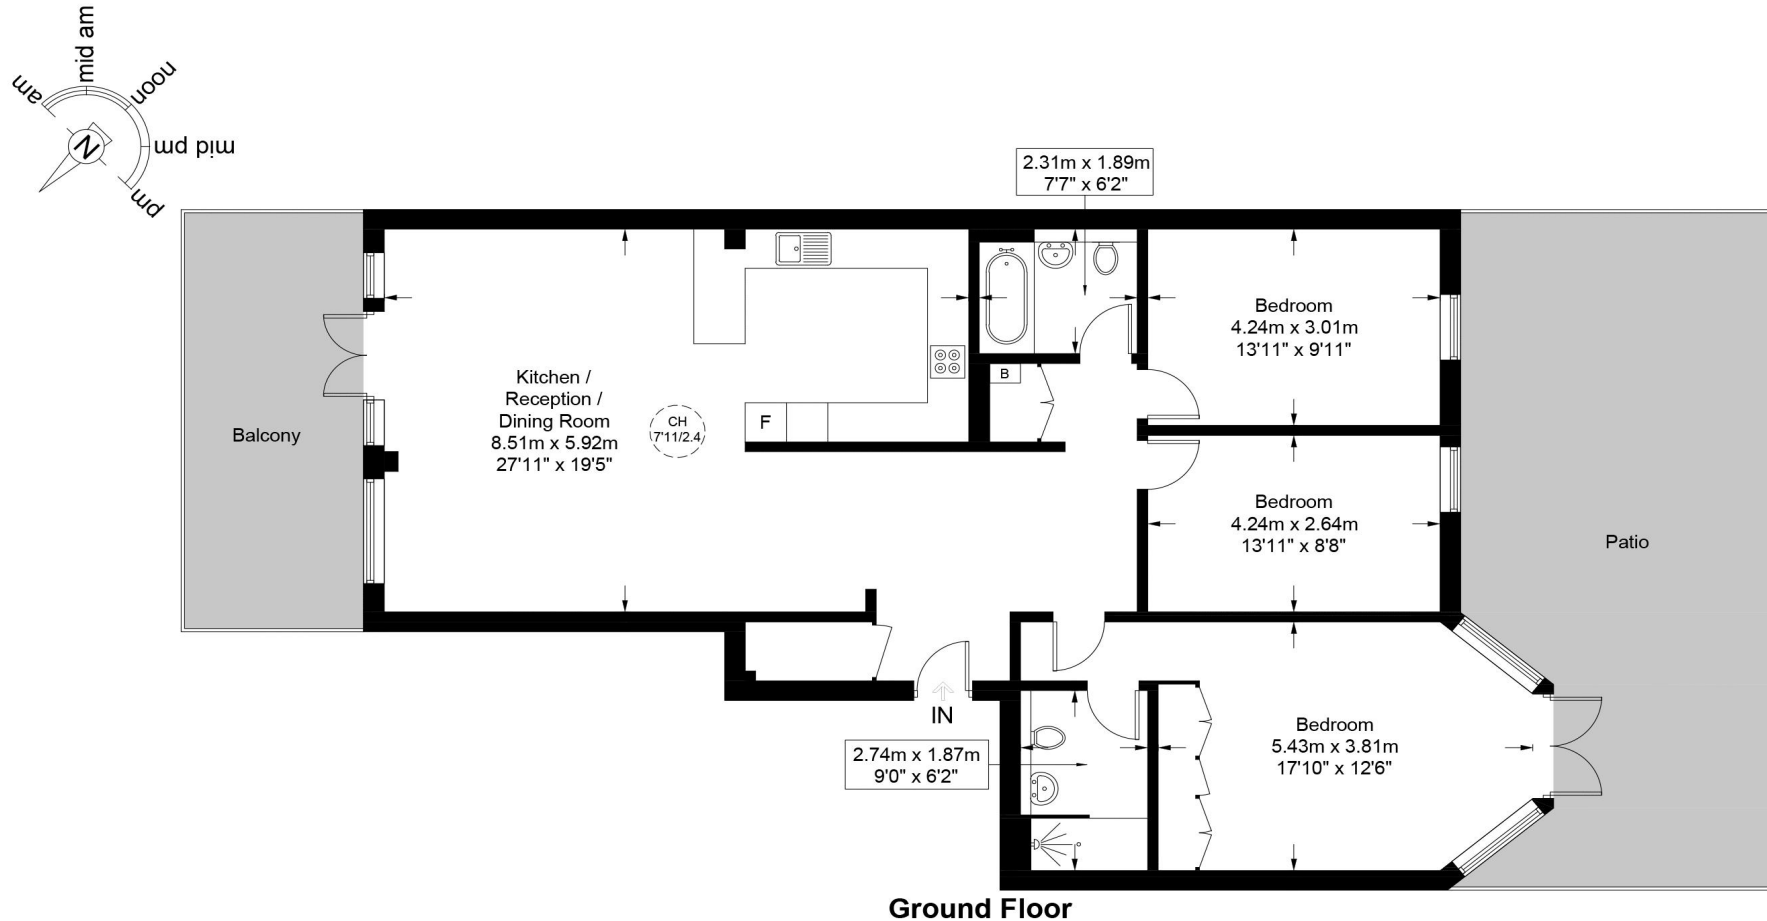 am
mid am
noon
mid pm
pm
N
2.31m x 1.89m
7'7" x 6'2"
Kitchen /
Reception /
Dining Room
8.51m x 5.92m
27'11" x 19'5"
CH
7'11/2.4
F
B
Bedroom
4.24m x 3.01m
13'11" x 9'11"
Balcony
Bedroom
4.24m x 2.64m
13'11" x 8'8"
Patio
IN
2.74m x 1.87m
9'0" x 6'2"
Bedroom
5.43m x 3.81m
17'10" x 12'6"
Ground Floor